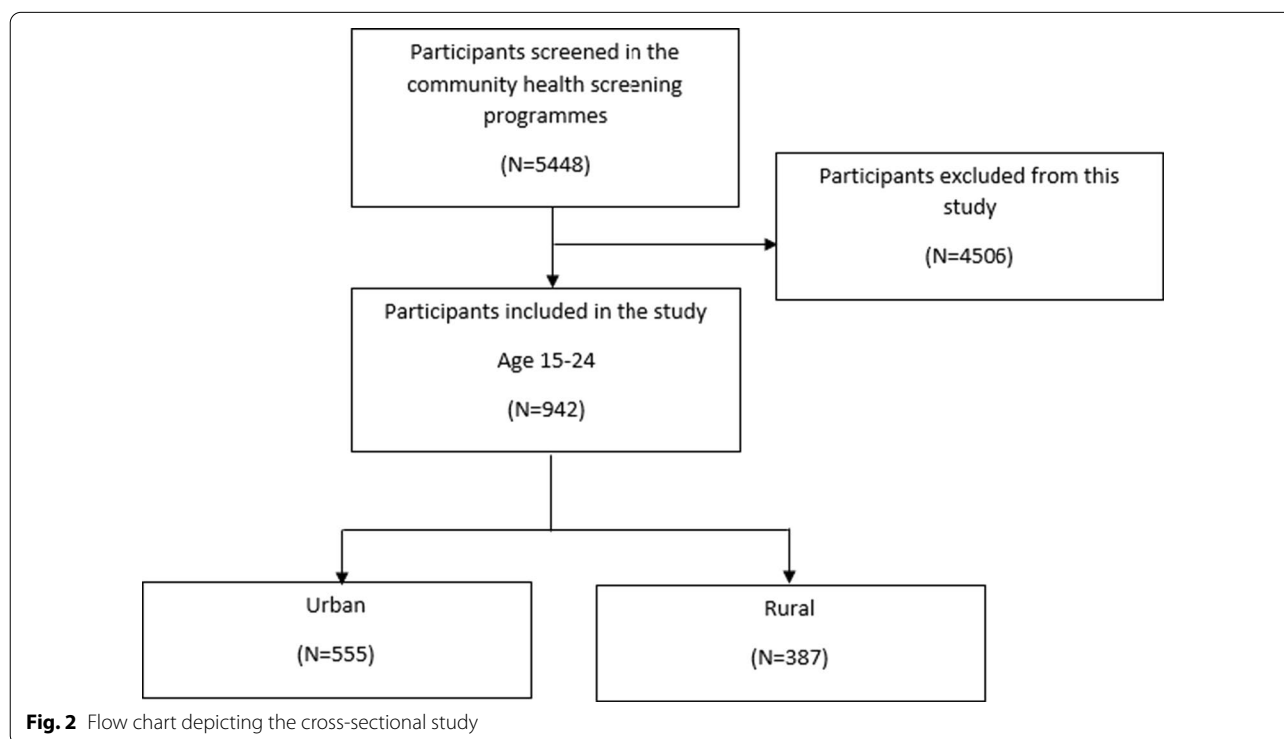 Participants screened in the
community health screening
programmes
(N=5448)
Participants excluded from this
study
(N=4506)
Participants included in the study
Age 15-24
(N=942)
Urban
(N=555)
Rural
(N=387)
Fig. 2 Flow chart depicting the cross-sectional study